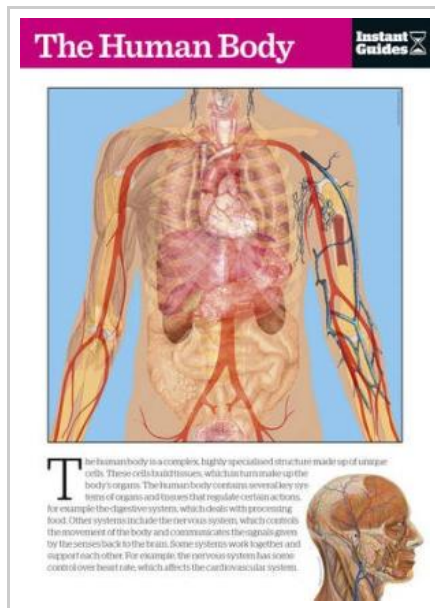 The Human Body
Instant
Guides
The human body is a complex, highly specialised structure made up of unique
cells. These cells build tissues, which in turn make up the
body's organs. The human body contains several key sys
tems of organs and tissues that regulate certain actions,
for example the digestive system, which deals with processing
food. Other systems include the nervous system, which controls
the movement of the body and communicates the signals given
by the senses back to the brain. Some systems work together and
support each other. For example, the nervous system has some
control over heart rate, which affects the cardiovascular system.